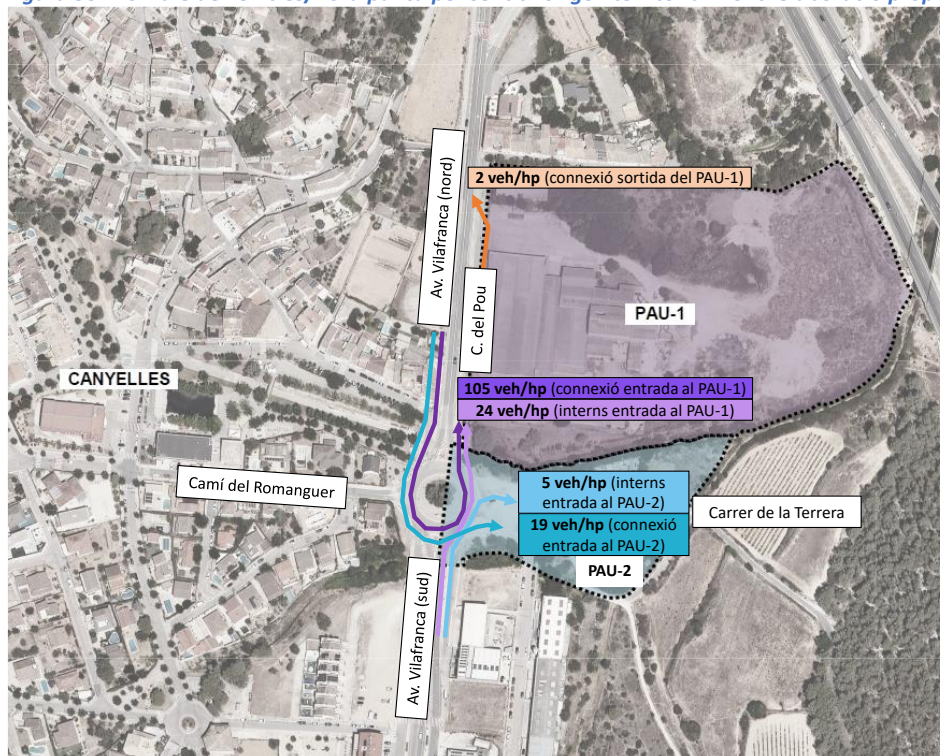 2 veh/hp (connexió sortida del PAU-1)
Av. Vilafranca (nord)
C. del Pou
PAU-1
CANYELLES
105 veh/hp (connexió entrada al PAU-1)
24 veh/hp (interns entrada al PAU-1)
Camí del Romanguer
5 veh/hp (interns
entrada al PAU-2)
19 veh/hp (connexió
entrada al PAU-2)
Carrer de la Terrera
PAU-2
Av. Vilafranca (sud)